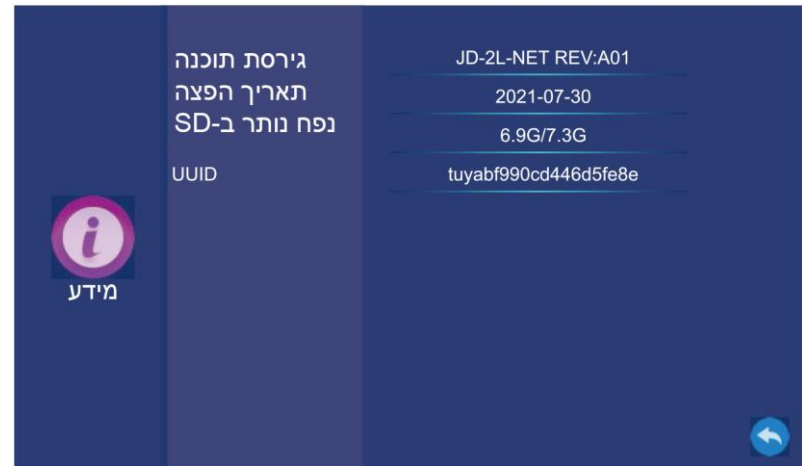 גירסת תוכנה
JD-2L-NET REV:A01
תאריך הפצה
2021-07-30
נפח נותר ב-SD
6.9G/7.3G
UUID
tuyabf990cd446d5fe8e
מידע